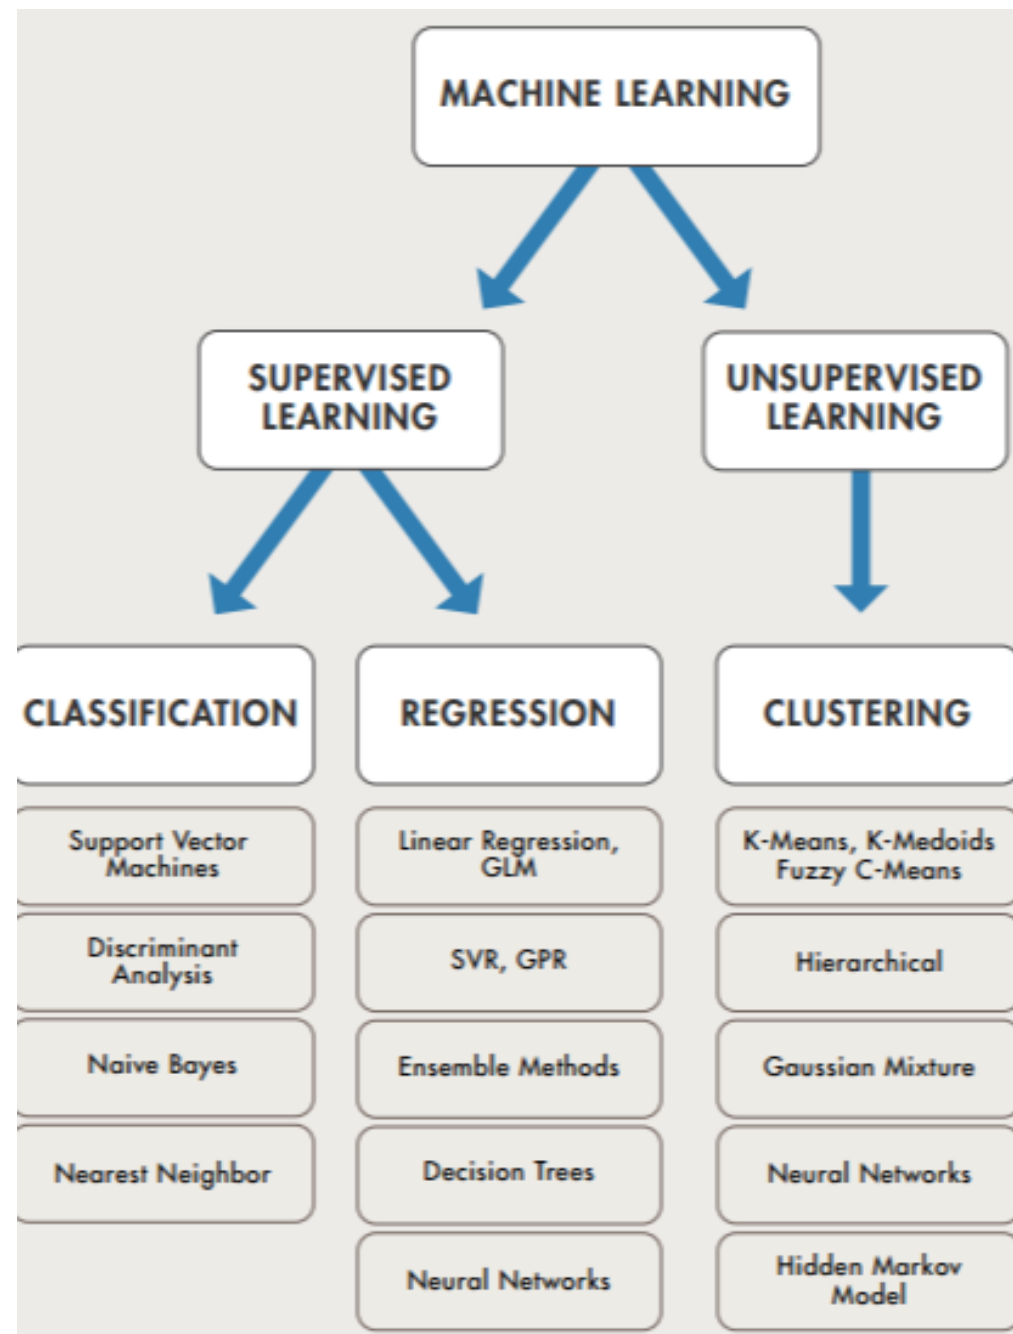 MACHINE LEARNING
SUPERVISED
LEARNING
UNSUPERVISED
LEARNING
CLASSIFICATION
REGRESSION
CLUSTERING
Support Vector
Machines
Discriminant
Analysis
Naive Bayes
Nearest Neighbor
Linear Regression,
GLM
SVR, GPR
Ensemble Methods
Decision Trees
Neural Networks
K-Means, K-Medoids
Fuzzy C-Means
Hierarchical
Gaussian Mixture
Neural Networks
Hidden Markov
Model